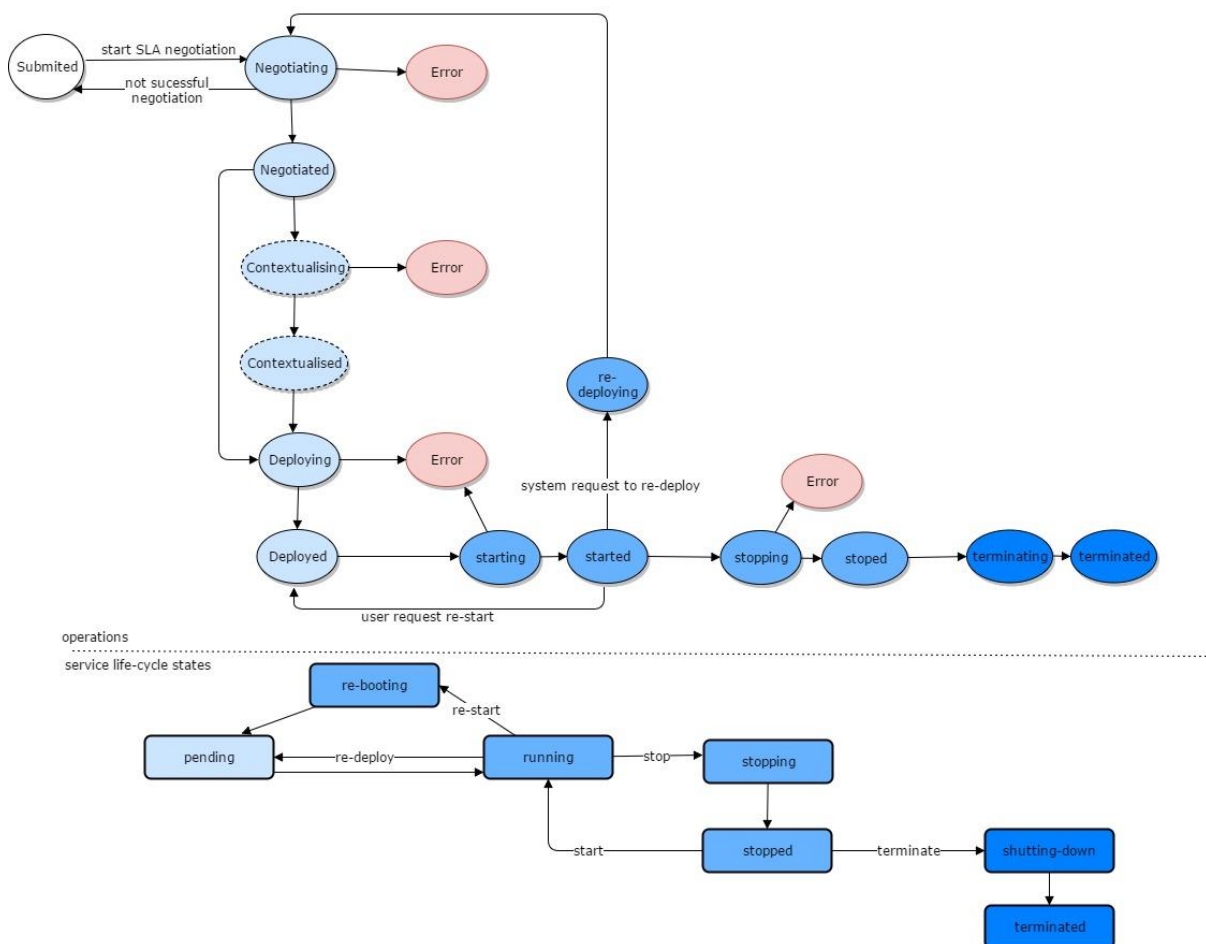 start SLA negotiation
Submited
Negotiating
Error
not sucessful
negotiation
Negotiated
Contextualising
Error
Contextualised
re-
deploying
Deploying
Error
system request to re-deploy
Error
Deployed
starting
started
stopping
stoped
terminating
terminated
user request re-start
operations
service life-cycle states
re-booting
re-start
pending
re-deploy
running
stop
stopping
start
stopped
terminate
shutting-down
terminated